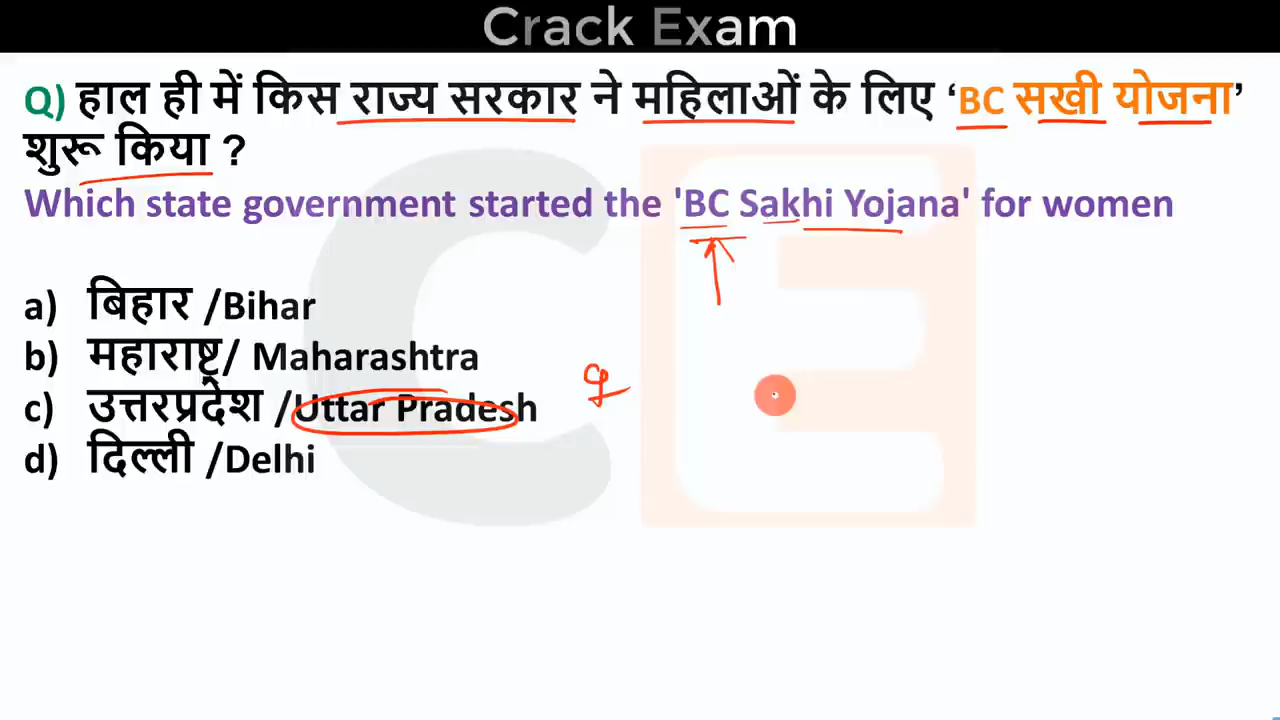 Crack Exam
Q) हाल ही में किस राज्य सरकार ने महिलाओं के लिए ‘BC सखी योजना’
शुरू किया ?
Which state government started the 'BC Sakhi Yojana' for women
a) बिहार /Bihar
b) महाराष्ट्र/ Maharashtra
c) उत्तरप्रदेश /Uttar Pradesh
d) दिल्ली /Delhi
CE